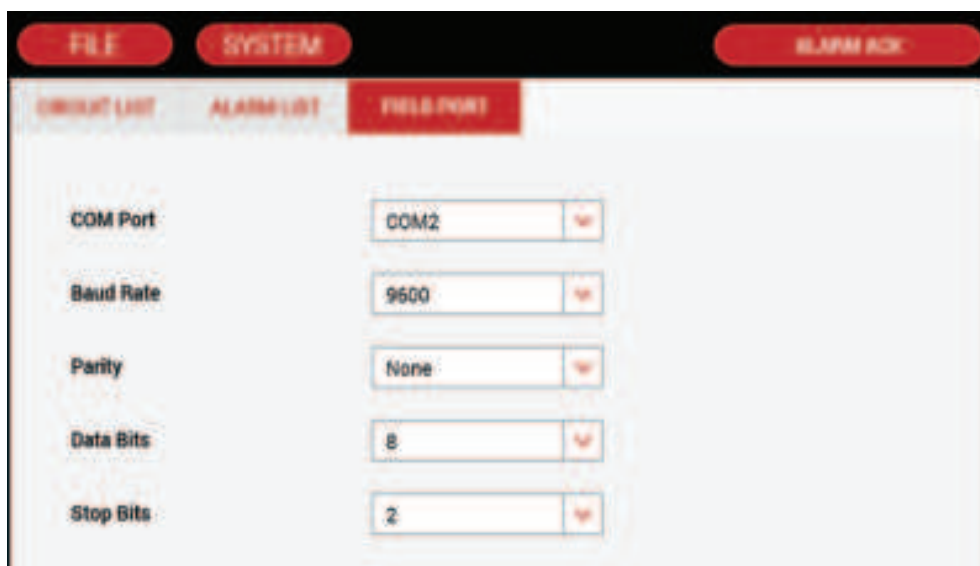 FILE SYSTEM ALARM ACK
CIRCUIT LIST ALARM LIST FIELD PORT
COM Port COM2
Baud Rate 9600
Parity None
Data Bits 8
Stop Bits 2